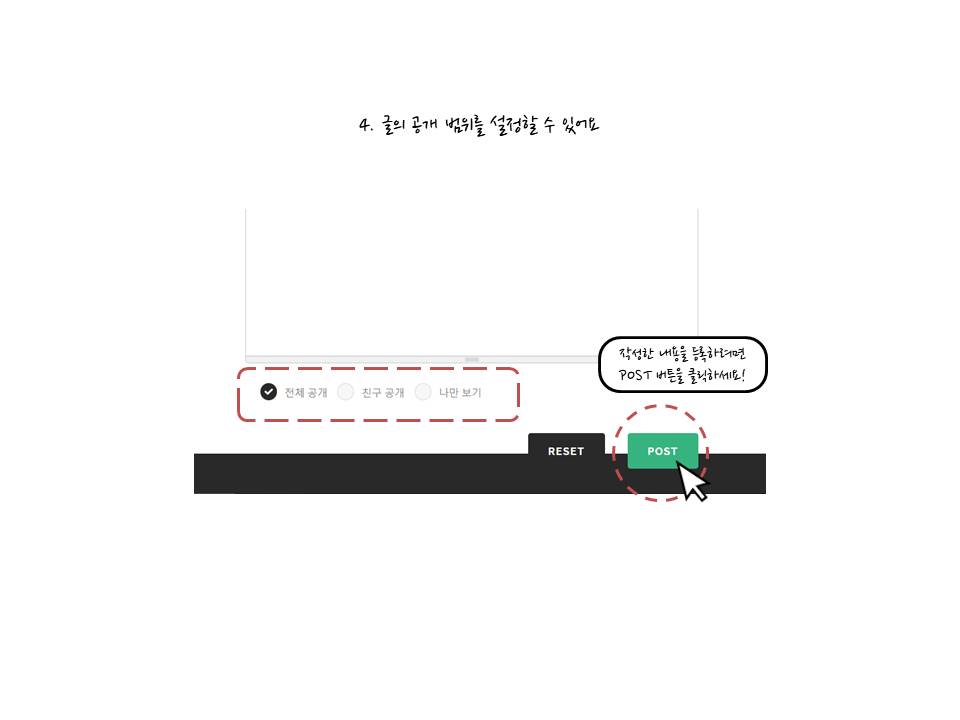 4. 글의 공개 범위를 설정할 수 있어요
작성한 내용을 등록하려면
POST 버튼을 클릭하세요!
전체 공개 친구 공개 나만 보기
RESET POST